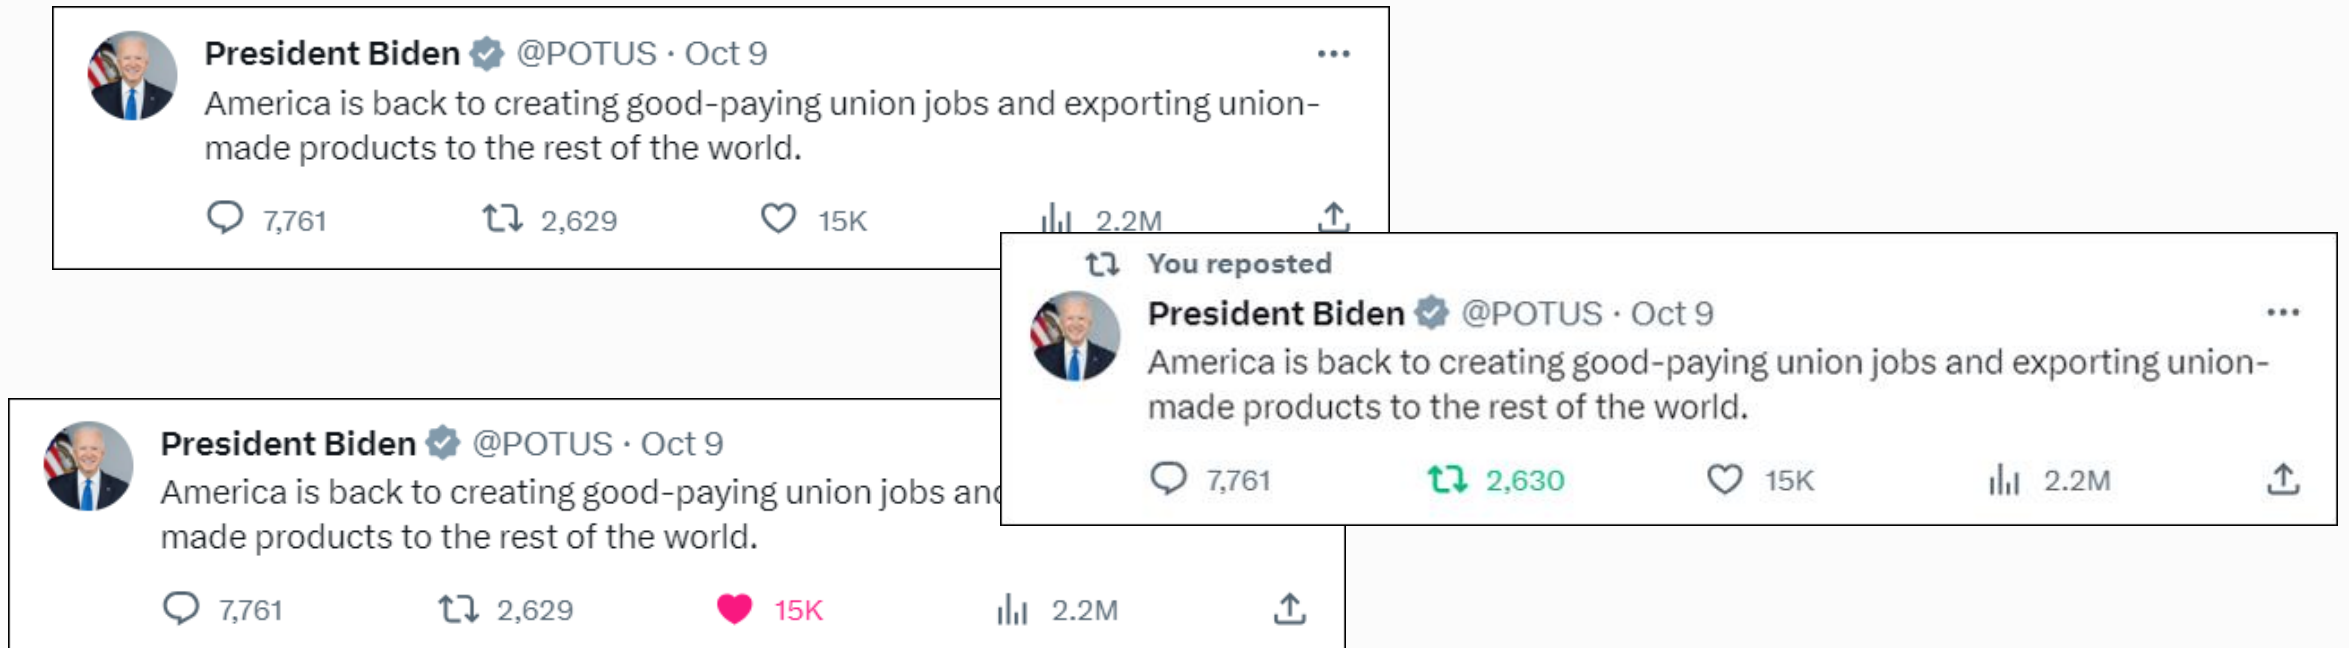 President Biden @POTUS · Oct 9
America is back to creating good-paying union jobs and exporting union-
made products to the rest of the world.
7,761 2,629 15K 2.2M
You reposted
President Biden @POTUS · Oct 9
America is back to creating good-paying union jobs and exporting union-
made products to the rest of the world.
7,761 2,630 15K 2.2M
President Biden @POTUS · Oct 9
America is back to creating good-paying union jobs and
made products to the rest of the world.
7,761 2,629 15K 2.2M